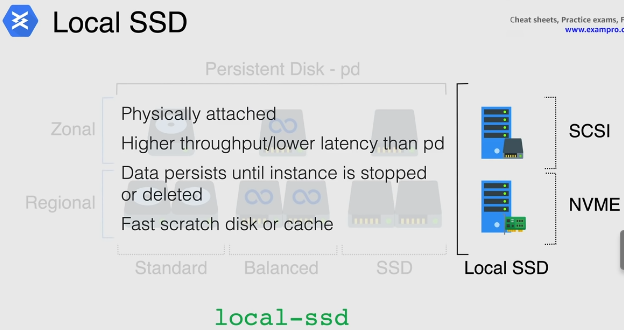 Local SSD
Cheat sheets, Practice exams, F
www.exampro.c
Persistent Disk - pd
Zonal
Physically attached
Higher throughput/lower latency than pd
Data persists until instance is stopped
or deleted
Fast scratch disk or cache
Regional
SCSI
NVME
Standard
Balanced
SSD
Local SSD
local-ssd